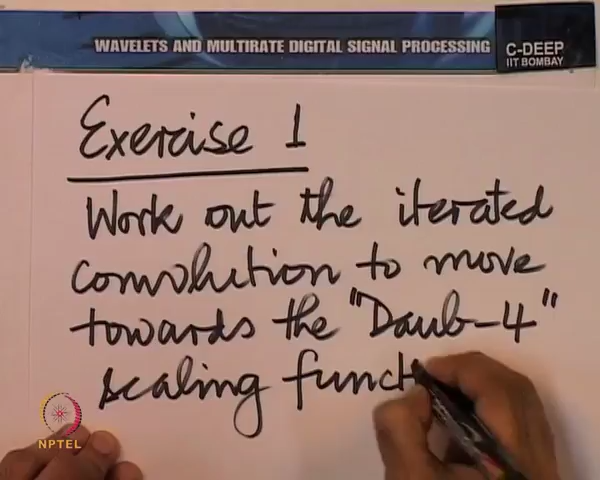 WAVELETS AND MULTIRATE DIGITAL SIGNAL PROCESSING
C-DEEP
IIT BOMBAY
Exercise 1
Work out the iterated
convolution to move
towards the "Daub-4"
scaling funct
NPTEL